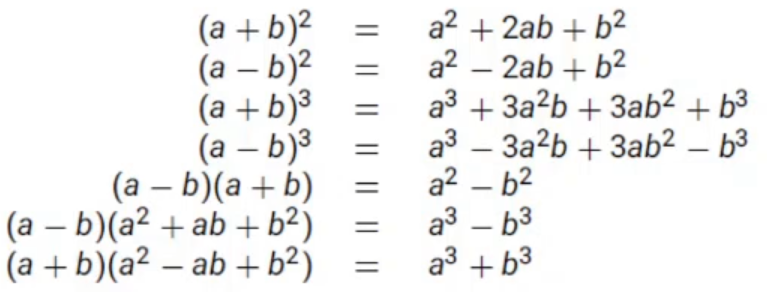 (a + b)² = a² + 2ab + b²
(a − b)² = a² − 2ab + b²
(a + b)³ = a³ + 3a²b + 3ab² + b³
(a − b)³ = a³ − 3a²b + 3ab² − b³
(a − b)(a + b) = a² − b²
(a − b)(a² + ab + b²) = a³ − b³
(a + b)(a² − ab + b²) = a³ + b³